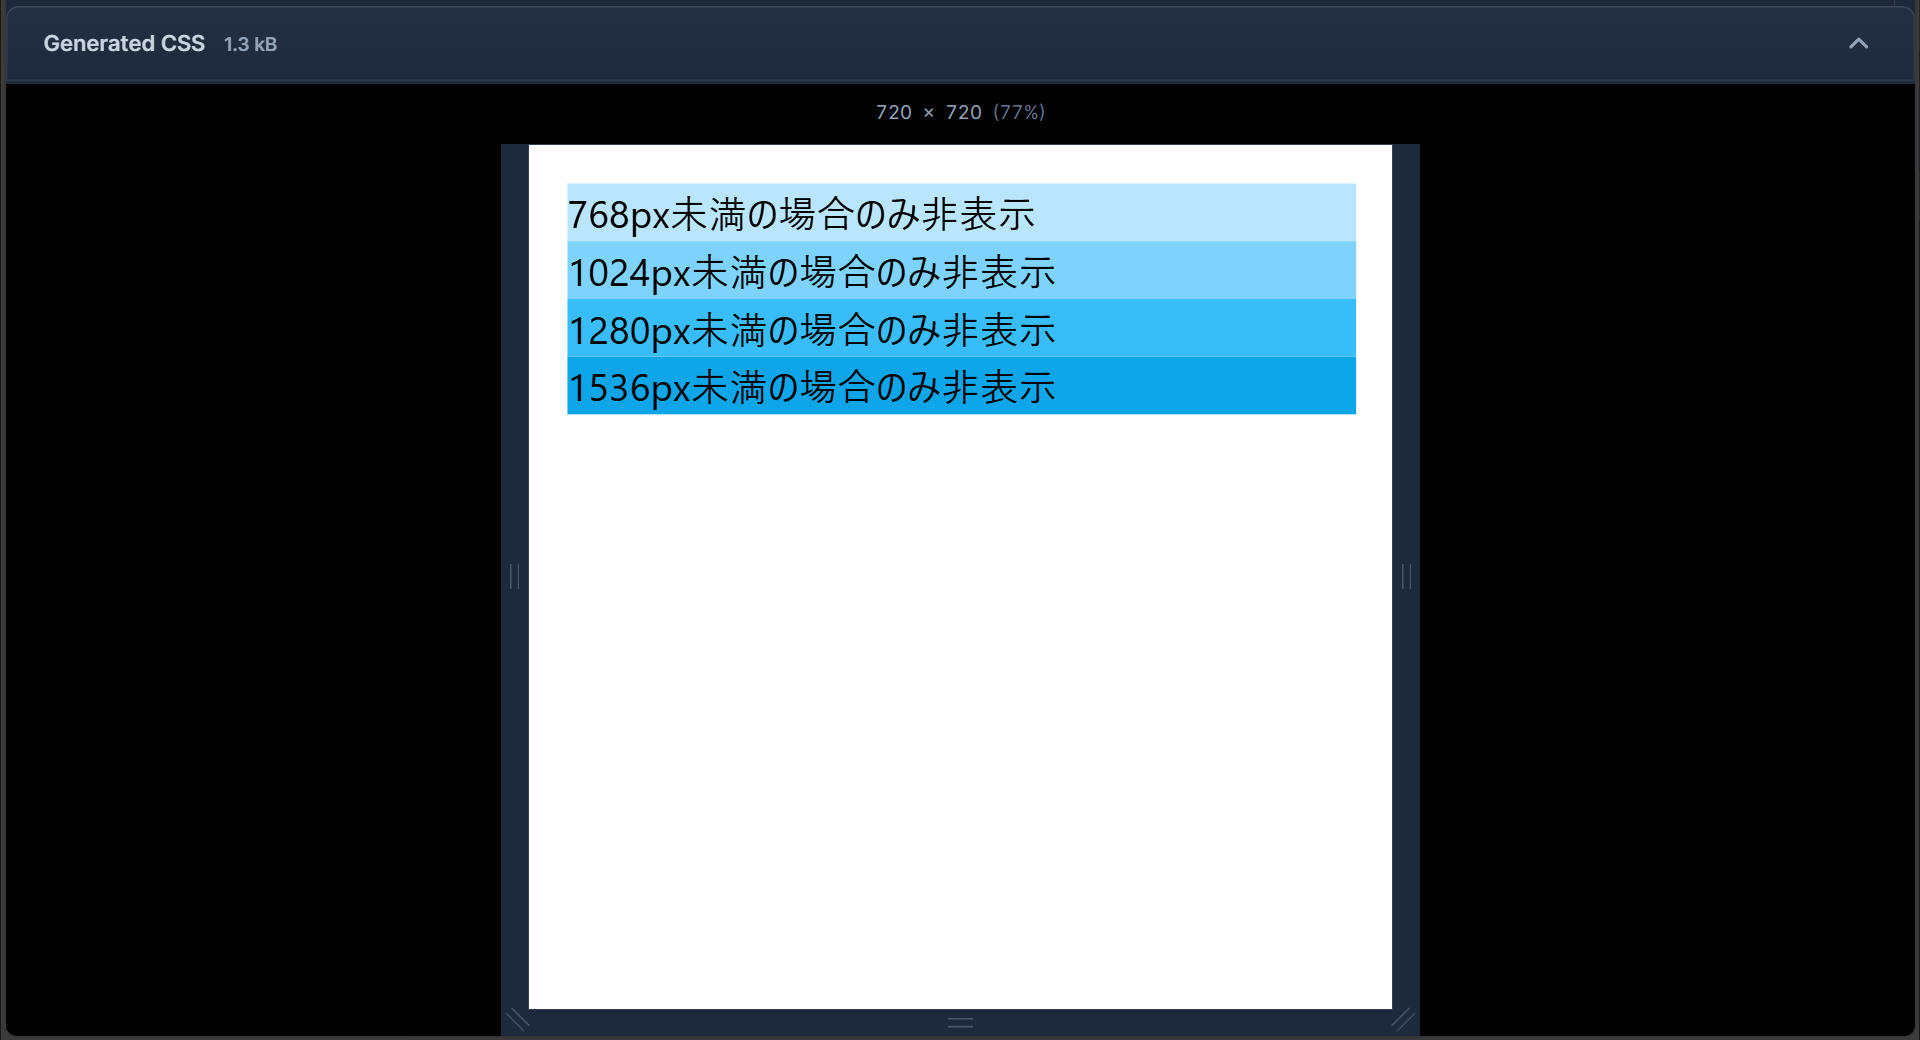 Generated CSS 1.3 kB
720 × 720 (77%)
768px未満の場合のみ非表示
1024px未満の場合のみ非表示
1280px未満の場合のみ非表示
1536px未満の場合のみ非表示